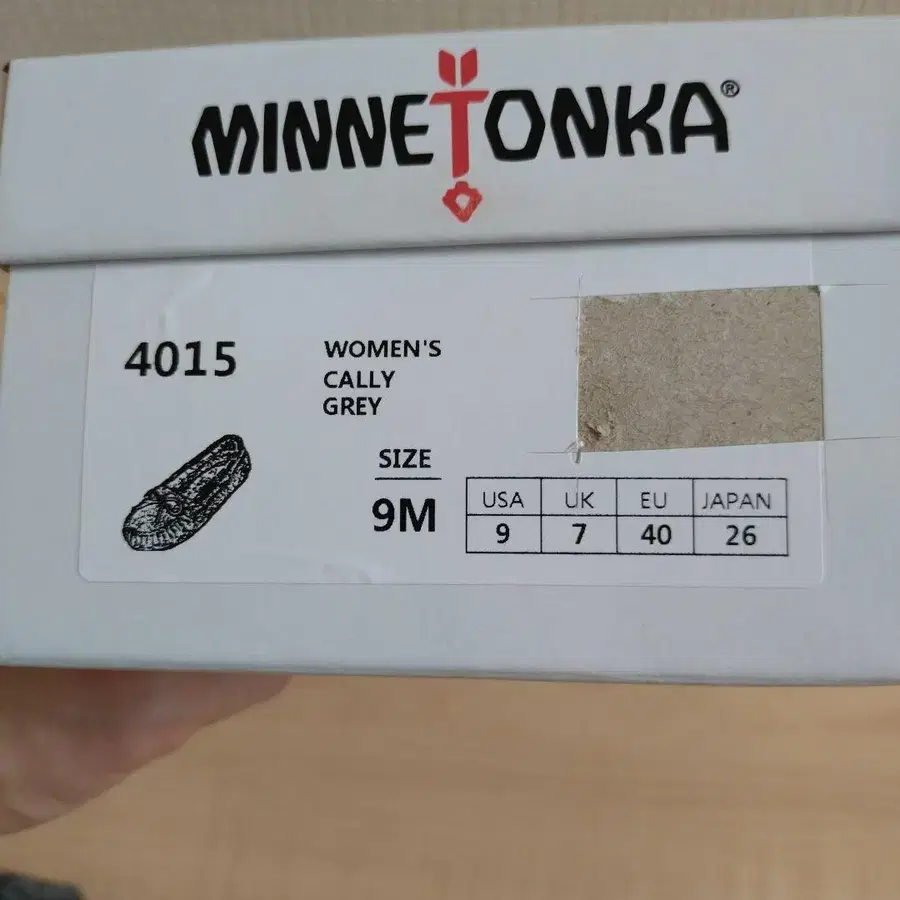 MINNETONKA®
4015
WOMEN'S
CALLY
GREY
SIZE
9M
USA UK EU JAPAN
9 7 40 26